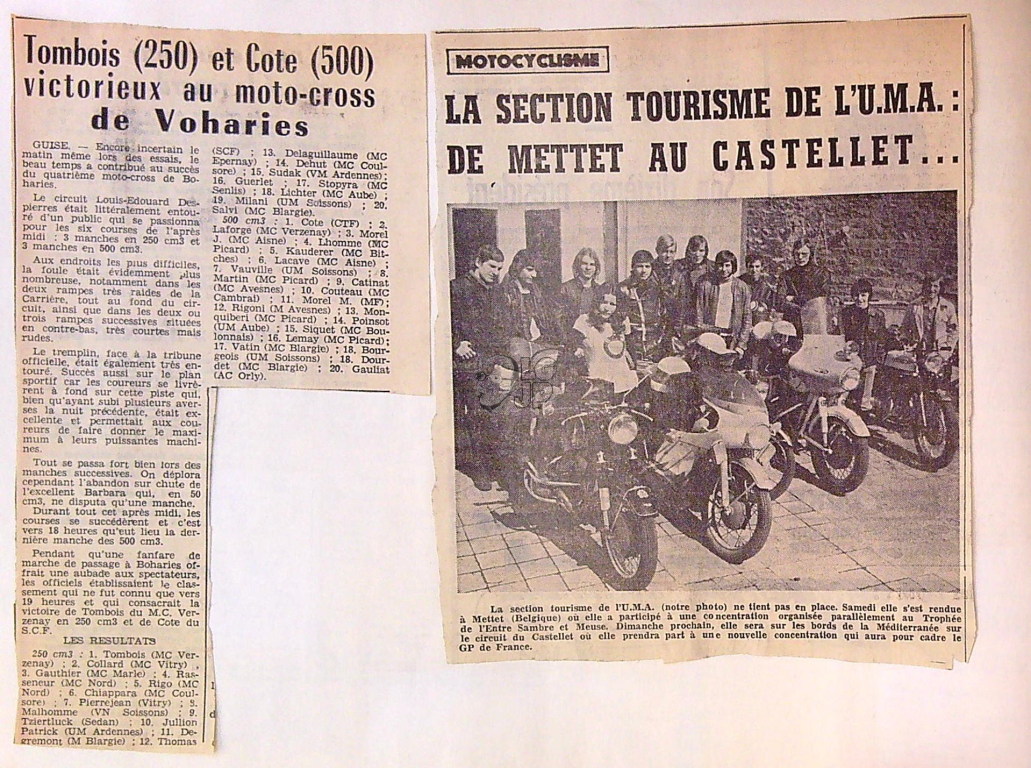 Tombois (250) et Cote (500)
victorieux au moto-cross
de Voharies
GUISE. — Encore incertain le
matin même lors des essais, le
beau temps a contribué au succès
du quatrième moto-cross de Bo-
haries.
Le circuit Louis-Edouard Des-
pierres était littéralement entou-
ré d'un public qui se passionna
pour les six courses de l'après
midi : 3 manches en 250 cm3 et
3 manches en 500 cm3.
Aux endroits les plus difficiles,
la foule était évidemment plus
nombreuse, notamment dans les
deux rampes très raides de la
Carrière, tout au fond du cir-
cuit, ainsi que dans les deux ou
trois rampes successives situées
en contre-bas, très courtes mais
rudes.
Le tremplin, face à la tribune
officielle, était également très en-
touré. Succès aussi sur le plan
sportif car les coureurs se livrè-
rent à fond sur cette piste qui,
bien qu'ayant subi plusieurs aver-
ses la nuit précédente, était ex-
cellente et permettait aux cou-
reurs de faire donner le maxi-
mum à leurs puissantes machi-
nes.
Tout se passa fort bien lors des
manches successives. On déplora
cependant l'abandon sur chute de
l'excellent Barbara qui, en 50
cm3, ne disputa qu'une manche.
Durant tout cet après midi, les
courses se succédèrent et c'est
vers 18 heures qu'eut lieu la der-
nière manche des 500 cm3.
Pendant qu'une fanfare de
marche de passage à Boharies of-
frait une aubade aux spectateurs,
les officiels établissaient le clas-
sement qui ne fut connu que vers
19 heures et qui consacrait la
victoire de Tombois du M.C. Ver-
zenay en 250 cm3 et de Cote du
S.C.F.
LES RESULTATS
250 cm3 : 1. Tombois (MC Ver-
zenay) ; 2. Collard (MC Vitry) ,
3. Gauthier (MC Marle) ; 4. Ras-
seneur (MC Nord) ; 5. Rigo (MC
Nord) ; 6. Chiappara (MC Coul-
sore) ; 7. Pierrejean (Vitry) ; 8.
Malhomme (VN Soissons) ; 9.
Tziertluck (Sedan) ; 10. Jullion
Patrick (UM Ardennes) ; 11. De-
gremont (M Blargie) ; 12. Thomas
(SCF) ; 13. Delaguillaume (MC
Epernay) ; 14. Dehut (MC Coul-
sore) ; 15. Sudak (VM Ardennes) ;
16. Guerlet ; 17. Stopyra (MC
Senlis) ; 18. Lichter (MC Aube) ;
19. Milani (UM Soissons) ; 20.
Salvi (MC Blargie).
500 cm3 : 1. Cote (CTF) ; 2.
Laforge (MC Verzenay) ; 3. Morel
J. (MC Aisne) ; 4. Lhomme (MC
Picard) ; 5. Kauderer (MC Bit-
ches) ; 6. Lacave (MC Aisne) ;
7. Vauville (UM Soissons) ; 8.
Martin (MC Picard) ; 9. Catinat
(MC Avesnes) ; 10. Couteau (MC
Cambrai) ; 11. Morel M. (MF) ;
12. Rigoni (M Avesnes) ; 13. Mon-
quiberi (MC Picard) ; 14. Poinsot
(UM Aube) ; 15. Siquet (MC Bou-
lonnais) ; 16. Lemay (MC Picard) ;
17. Vatin (MC Blargie) ; 18, Bour-
geois (UM Soissons) ; 18. Dour-
det (MC Blargie) ; 20. Gauliat
(AC Orly).
MOTOCYCLISME
LA SECTION TOURISME DE L'U.M.A. :
DE METTET AU CASTELLET...
La section tourisme de l'U.M.A. (notre photo) ne tient pas en place. Samedi elle s'est rendue
à Mettet (Belgique) où elle a participé à une concentration organisée parallèlement au Trophée
de l'Entre Sambre et Meuse. Dimanche prochain, elle sera sur les bords de la Méditerranée sur
le circuit du Castellet où elle prendra part à une nouvelle concentration qui aura pour cadre le
GP de France.